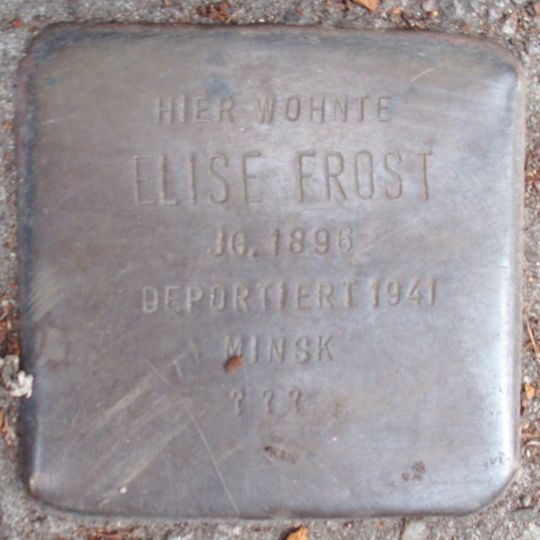 HIER WOHNTE
ELISE FROST
JG. 1896
DEPORTIERT 1941
MINSK
? ? ?